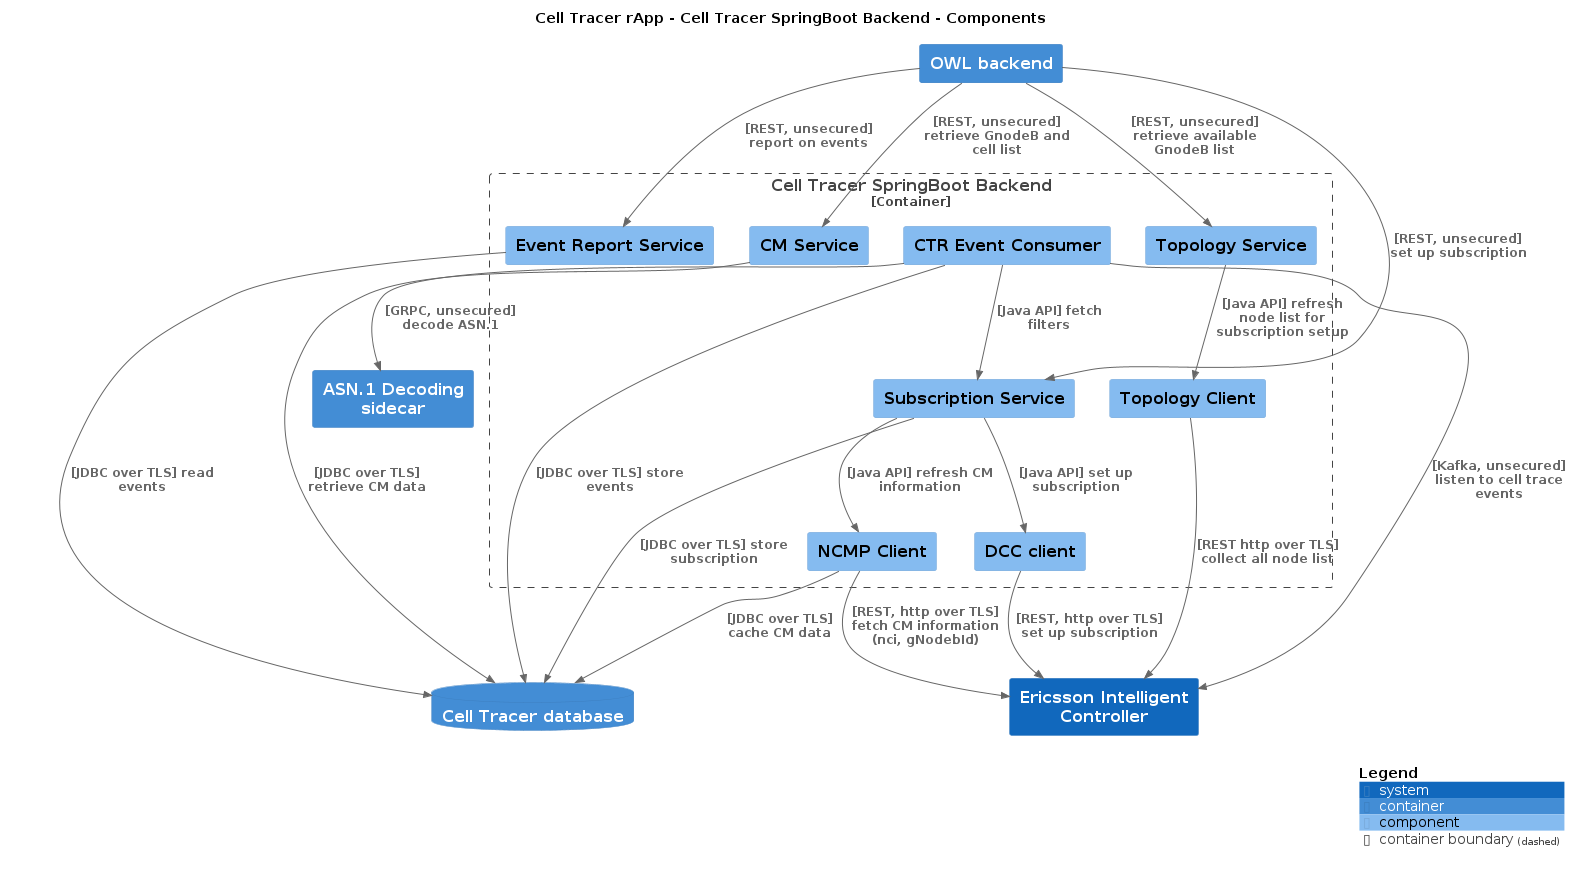 Cell Tracer rApp - Cell Tracer SpringBoot Backend - Components
OWL backend
[REST, unsecured]
report on events
[REST, unsecured]
retrieve GnodeB and
cell list
[REST, unsecured]
retrieve available
GnodeB list
[REST, unsecured]
set up subscription
Cell Tracer SpringBoot Backend
[Container]
Event Report Service
CM Service
CTR Event Consumer
Topology Service
[GRPC, unsecured]
decode ASN.1
[Java API] fetch
filters
[Java API] refresh
node list for
subscription setup
ASN.1 Decoding
sidecar
Subscription Service
Topology Client
[JDBC over TLS] read
events
[JDBC over TLS]
retrieve CM data
[JDBC over TLS] store
events
[Java API] refresh CM
information
[Java API] set up
subscription
[Kafka, unsecured]
listen to cell trace
events
[JDBC over TLS] store
subscription
NCMP Client
DCC client
[REST http over TLS]
collect all node list
[JDBC over TLS]
cache CM data
[REST, http over TLS]
fetch CM information
(nci, gNodebId)
[REST, http over TLS]
set up subscription
Cell Tracer database
Ericsson Intelligent
Controller
Legend
system
container
component
container boundary (dashed)